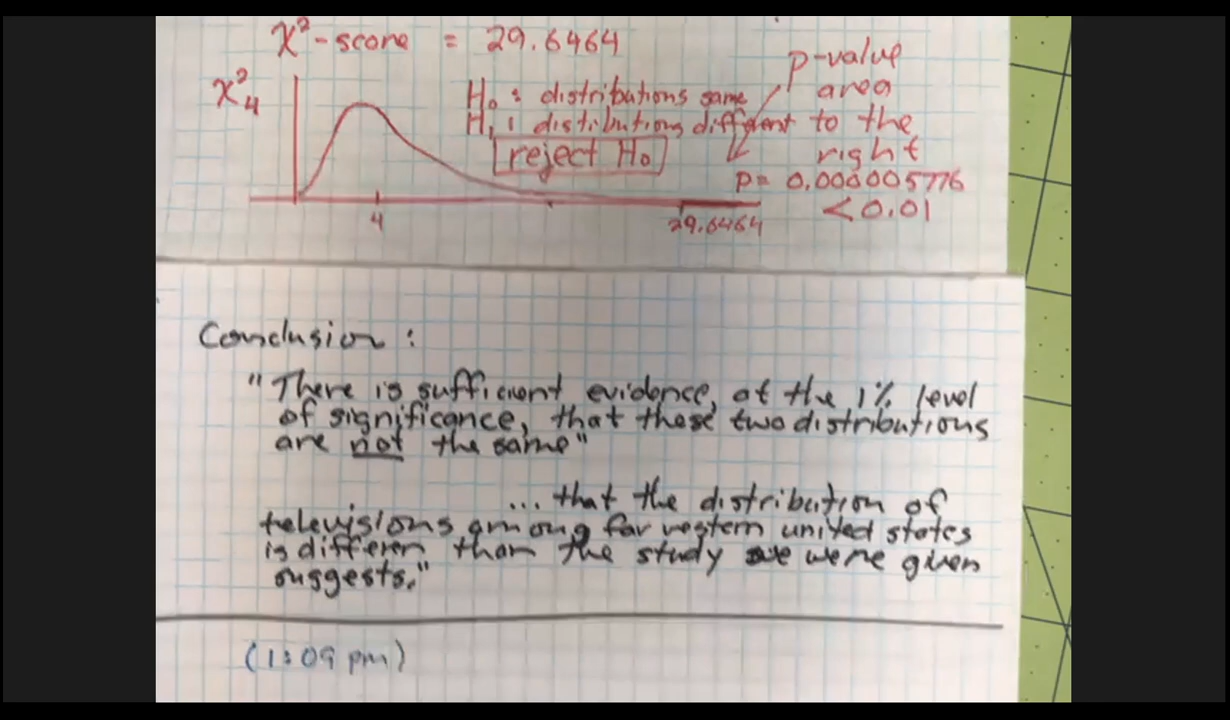 χ²-score = 29.6464
p-value
area
to the
right
p= 0.000005776
<0.01
χ²₄
H₀ : distributions same
H₁ : distributions different
reject H₀
4
29.6464
Conclusion :
"There is sufficient evidence, at the 1% level
of significance, that these two distributions
are not the same"
... that the distribution of
televisions among far western united states
is differen than the study we were given
suggests."
(1:09 pm)